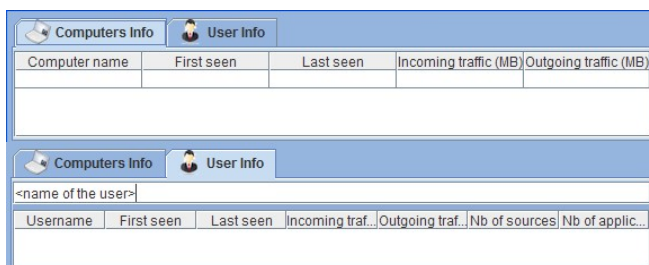 Computers Info User Info
Computer name First seen Last seen Incoming traffic (MB) Outgoing traffic (MB)
Computers Info User Info
<name of the user>
Username First seen Last seen Incoming traf... Outgoing traf... Nb of sources Nb of applic...